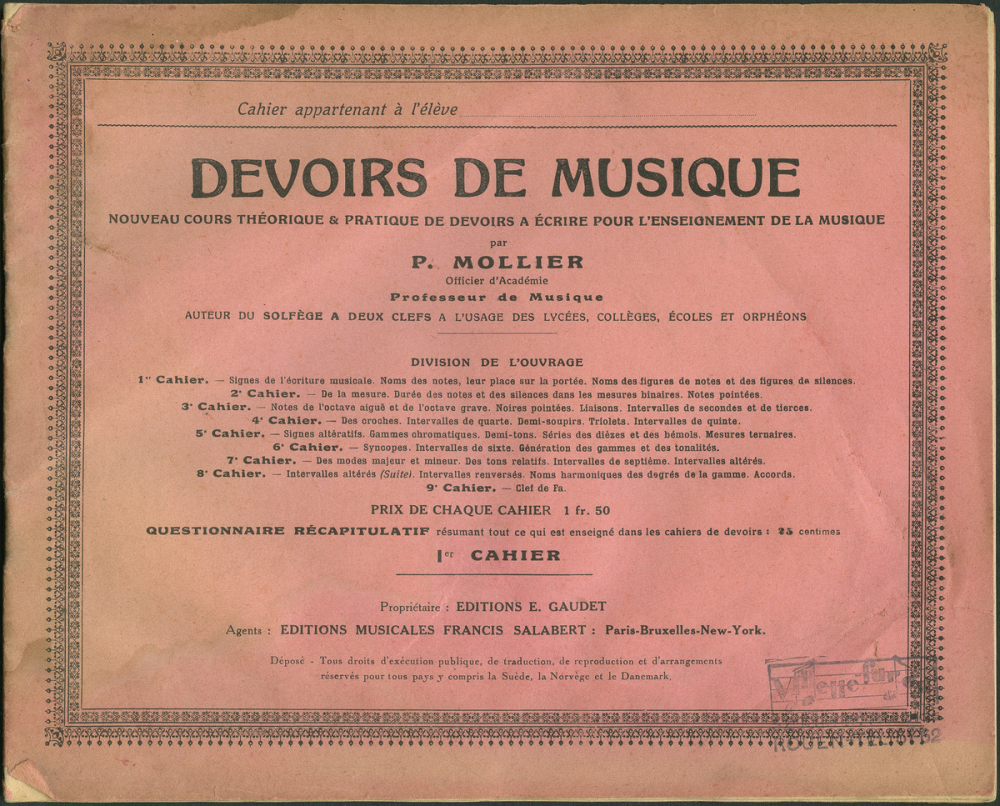 Cahier appartenant à l'élève
DEVOIRS DE MUSIQUE
NOUVEAU COURS THÉORIQUE & PRATIQUE DE DEVOIRS A ÉCRIRE POUR L'ENSEIGNEMENT DE LA MUSIQUE
par
P. MOLLIER
Officier d'Académie
Professeur de Musique
AUTEUR DU SOLFÈGE A DEUX CLEFS A L'USAGE DES LYCÉES, COLLÈGES, ÉCOLES ET ORPHÉONS
DIVISION DE L'OUVRAGE
1er Cahier. — Signes de l'écriture musicale. Noms des notes, leur place sur la portée. Noms des figures de notes et des figures de silences.
2e Cahier. — De la mesure. Durée des notes et des silences dans les mesures binaires. Notes pointées.
3e Cahier. — Notes de l'octave aiguë et de l'octave grave. Noires pointées. Liaisons. Intervalles de secondes et de tierces.
4e Cahier. — Des croches. Intervalles de quarte. Demi-soupirs. Triolets. Intervalles de quinte.
5e Cahier. — Signes altératifs. Gammes chromatiques. Demi-tons. Séries des dièzes et des bémols. Mesures ternaires.
6e Cahier. — Syncopes. Intervalles de sixte. Génération des gammes et des tonalités.
7e Cahier. — Des modes majeur et mineur. Des tons relatifs. Intervalles de septième. Intervalles altérés.
8e Cahier. — Intervalles altérés (Suite). Intervalles renversés. Noms harmoniques des degrés de la gamme. Accords.
9e Cahier. — Clef de Fa.
PRIX DE CHAQUE CAHIER 1 fr. 50
QUESTIONNAIRE RÉCAPITULATIF résumant tout ce qui est enseigné dans les cahiers de devoirs : 25 centimes
1er CAHIER
Propriétaire : EDITIONS E. GAUDET
Agents : EDITIONS MUSICALES FRANCIS SALABERT : Paris-Bruxelles-New-York.
Déposé - Tous droits d'exécution publique, de traduction, de reproduction et d'arrangements
réservés pour tous pays y compris la Suède, la Norvège et le Danemark.
ROUEN